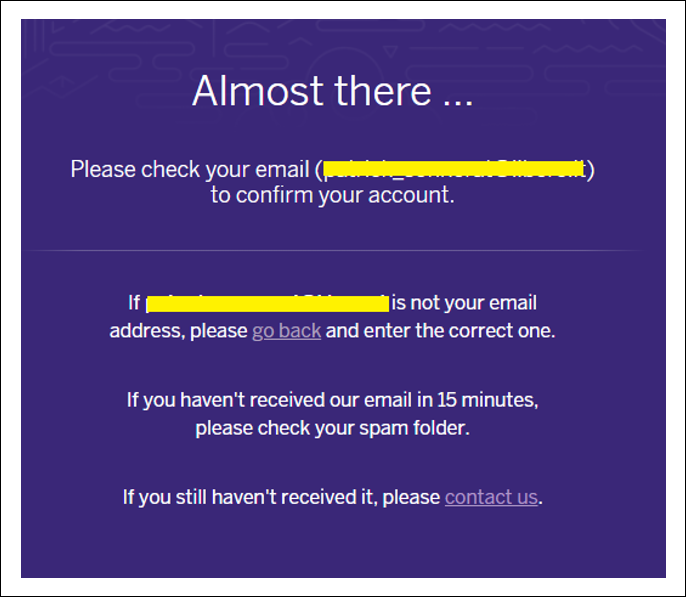 Almost there ...
Please check your email ( )
to confirm your account.
If is not your email
address, please go back and enter the correct one.
If you haven't received our email in 15 minutes,
please check your spam folder.
If you still haven't received it, please contact us.